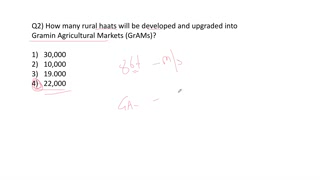 Q2) How many rural haats will be developed and upgraded into
Gramin Agricultural Markets (GrAMs)?
1) 30,000
2) 10,000
3) 19.000
4) 22,000